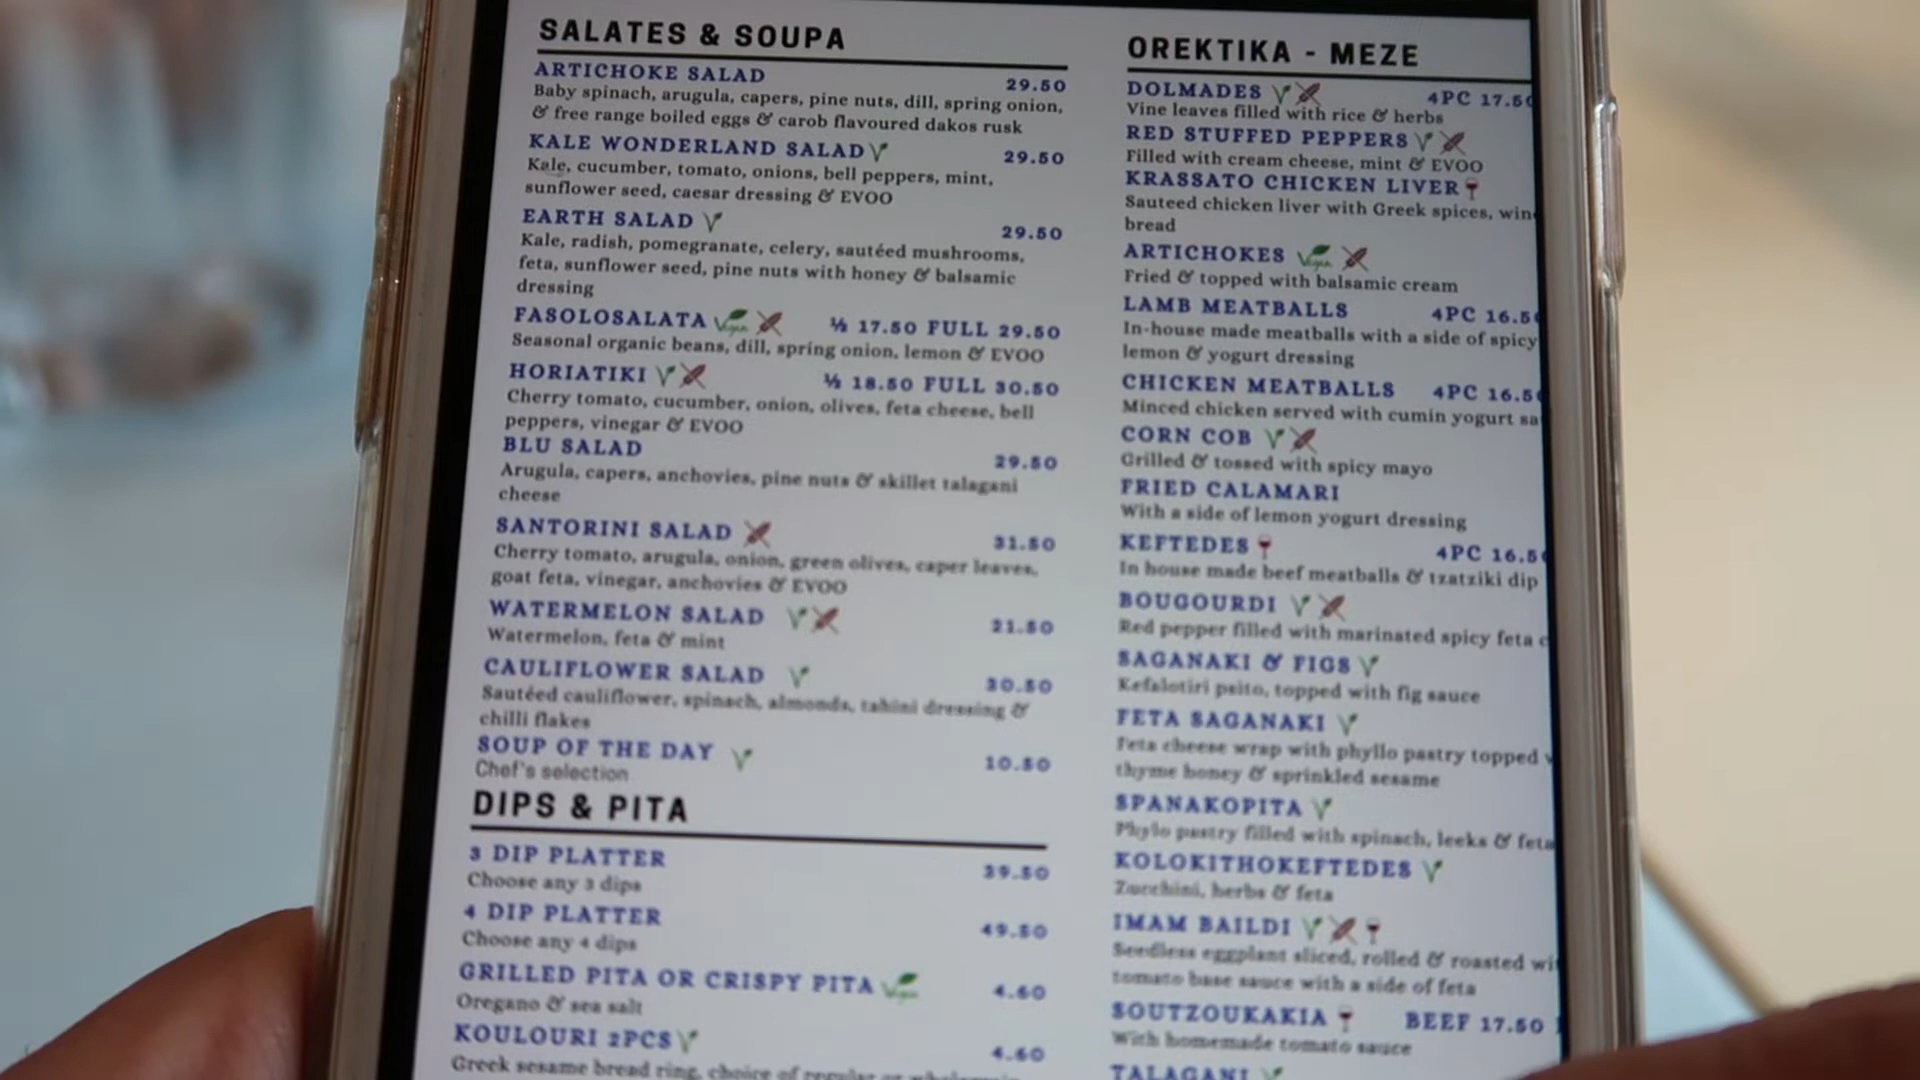 SALATES & SOUPA
ARTICHOKE SALAD 29.50
Baby spinach, arugula, capers, pine nuts, dill, spring onion,
& free range boiled eggs & carob flavoured dakos rusk
KALE WONDERLAND SALAD 29.50
Kale, cucumber, tomato, onions, bell peppers, mint,
sunflower seed, caesar dressing & EVOO
EARTH SALAD 29.50
Kale, radish, pomegranate, celery, sautéed mushrooms,
feta, sunflower seed, pine nuts with honey & balsamic
dressing
FASOLOSALATA Vegan ½ 17.50 FULL 29.50
Seasonal organic beans, dill, spring onion, lemon & EVOO
HORIATIKI ½ 18.50 FULL 30.50
Cherry tomato, cucumber, onion, olives, feta cheese, bell
peppers, vinegar & EVOO
BLU SALAD 29.50
Arugula, capers, anchovies, pine nuts & skillet talagani
cheese
SANTORINI SALAD 31.50
Cherry tomato, arugula, onion, green olives, caper leaves,
goat feta, vinegar, anchovies & EVOO
WATERMELON SALAD 21.50
Watermelon, feta & mint
CAULIFLOWER SALAD 30.50
Sautéed cauliflower, spinach, almonds, tahini dressing &
chilli flakes
SOUP OF THE DAY 10.50
Chef's selection
DIPS & PITA
3 DIP PLATTER 39.50
Choose any 3 dips
4 DIP PLATTER 49.50
Choose any 4 dips
GRILLED PITA OR CRISPY PITA Vegan 4.60
Oregano & sea salt
KOULOURI 2PCS 4.60
Greek sesame bread ring, choice of regular or
OREKTIKA - MEZE
DOLMADES 4PC 17.50
Vine leaves filled with rice & herbs
RED STUFFED PEPPERS
Filled with cream cheese, mint & EVOO
KRASSATO CHICKEN LIVER
Sauteed chicken liver with Greek spices, win
bread
ARTICHOKES Vegan
Fried & topped with balsamic cream
LAMB MEATBALLS 4PC 16.5
In-house made meatballs with a side of spicy
lemon & yogurt dressing
CHICKEN MEATBALLS 4PC 16.5
Minced chicken served with cumin yogurt sa
CORN COB
Grilled & tossed with spicy mayo
FRIED CALAMARI
With a side of lemon yogurt dressing
KEFTEDES 4PC 16.5
In house made beef meatballs & tzatziki dip
BOUGOURDI
Red pepper filled with marinated spicy feta c
SAGANAKI & FIGS
Kefalotiri psito, topped with fig sauce
FETA SAGANAKI
Feta cheese wrap with phyllo pastry topped
thyme honey & sprinkled sesame
SPANAKOPITA
Phylo pastry filled with spinach, leeks & feta
KOLOKITHOKEFTEDES
Zucchini, herbs & feta
IMAM BAILDI
Seedless eggplant sliced, rolled & roasted wi
tomato base sauce with a side of feta
SOUTZOUKAKIA BEEF 17.50
With homemade tomato sauce
TALAGANI